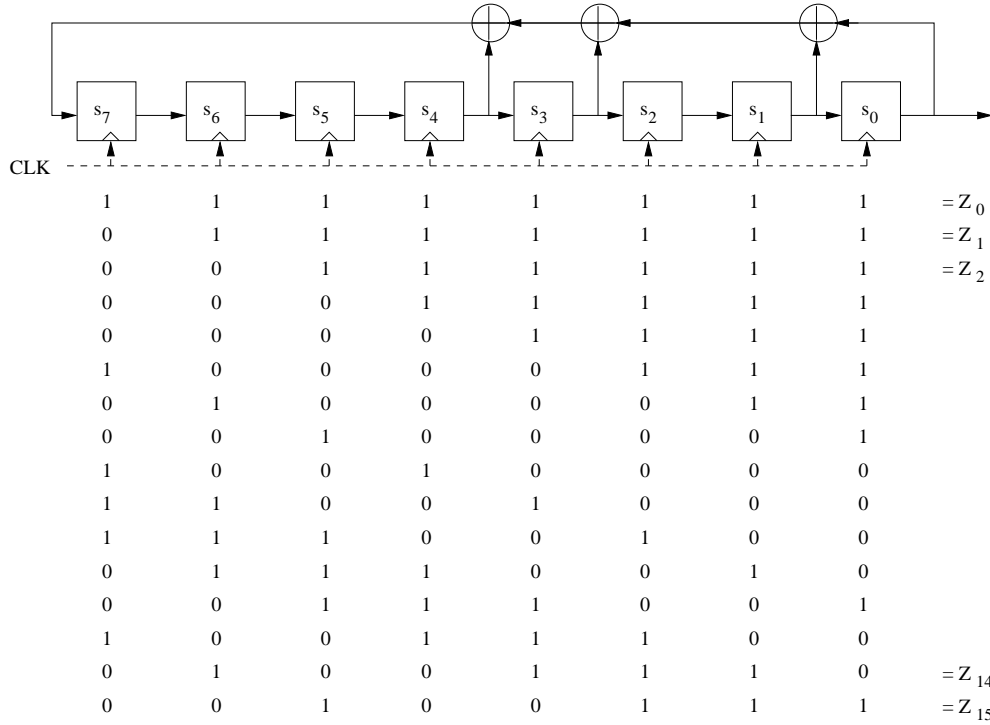 s7 s6 s5 s4 s3 s2 s1 s0
CLK
1 1 1 1 1 1 1 1 = Z 0
0 1 1 1 1 1 1 1 = Z 1
0 0 1 1 1 1 1 1 = Z 2
0 0 0 1 1 1 1 1
0 0 0 0 1 1 1 1
1 0 0 0 0 1 1 1
0 1 0 0 0 0 1 1
0 0 1 0 0 0 0 1
1 0 0 1 0 0 0 0
1 1 0 0 1 0 0 0
1 1 1 0 0 1 0 0
0 1 1 1 0 0 1 0
0 0 1 1 1 0 0 1
1 0 0 1 1 1 0 0
0 1 0 0 1 1 1 0 = Z 14
0 0 1 0 0 1 1 1 = Z 15